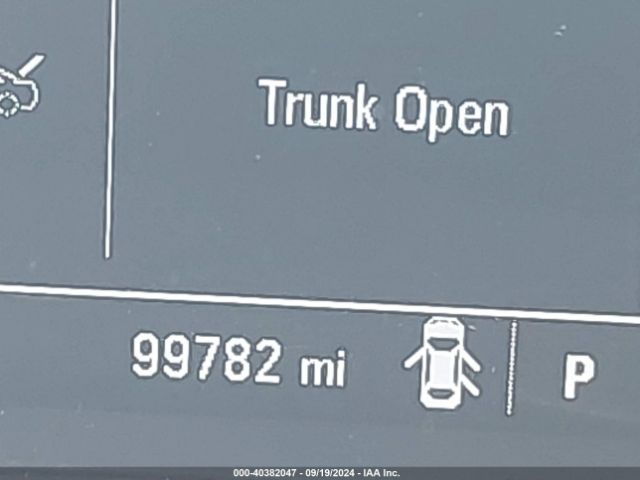 Trunk Open
99782 mi
P
000-40382047 - 09/19/2024 - IAA Inc.